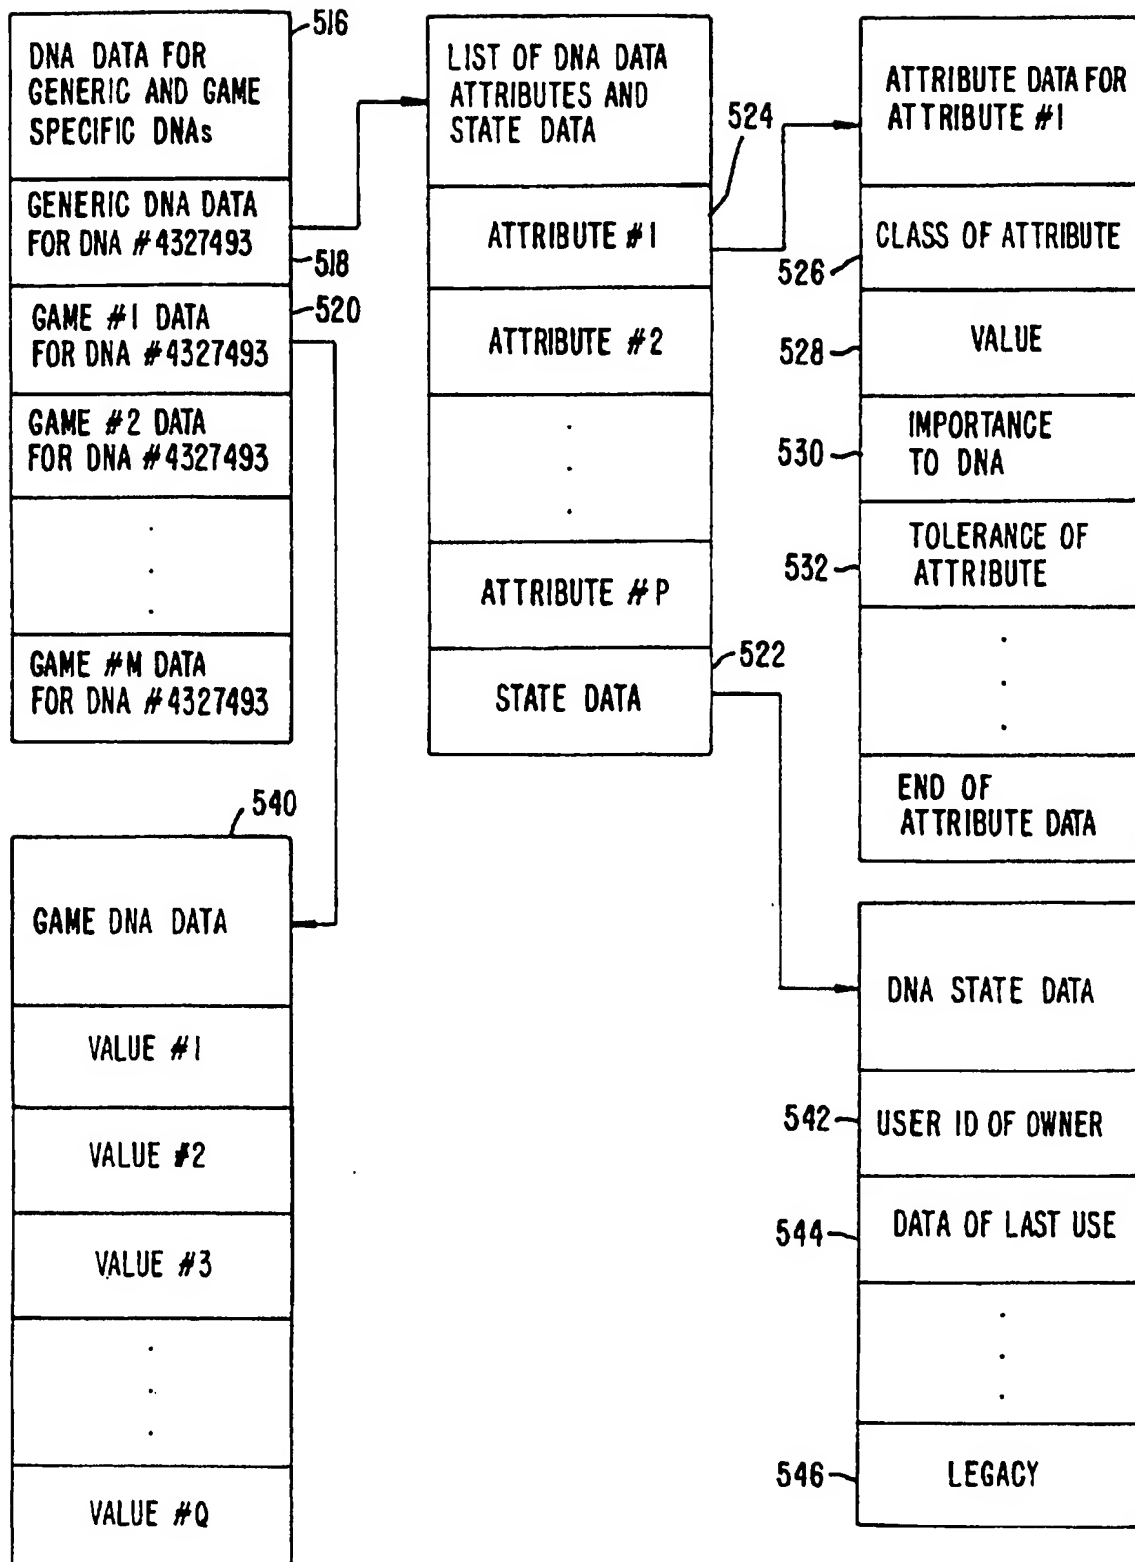 516
DNA DATA FOR
GENERIC AND GAME
SPECIFIC DNAs
GENERIC DNA DATA
FOR DNA #4327493
518
520
GAME #1 DATA
FOR DNA #4327493
GAME #2 DATA
FOR DNA #4327493
.
.
.
GAME #M DATA
FOR DNA #4327493
540
GAME DNA DATA
VALUE #1
VALUE #2
VALUE #3
.
.
.
VALUE #Q
LIST OF DNA DATA
ATTRIBUTES AND
STATE DATA
524
ATTRIBUTE #1
ATTRIBUTE #2
.
.
.
ATTRIBUTE #P
522
STATE DATA
ATTRIBUTE DATA FOR
ATTRIBUTE #1
CLASS OF ATTRIBUTE
526
528
VALUE
530
IMPORTANCE
TO DNA
532
TOLERANCE OF
ATTRIBUTE
.
.
.
END OF
ATTRIBUTE DATA
DNA STATE DATA
542
USER ID OF OWNER
544
DATA OF LAST USE
.
.
.
546
LEGACY